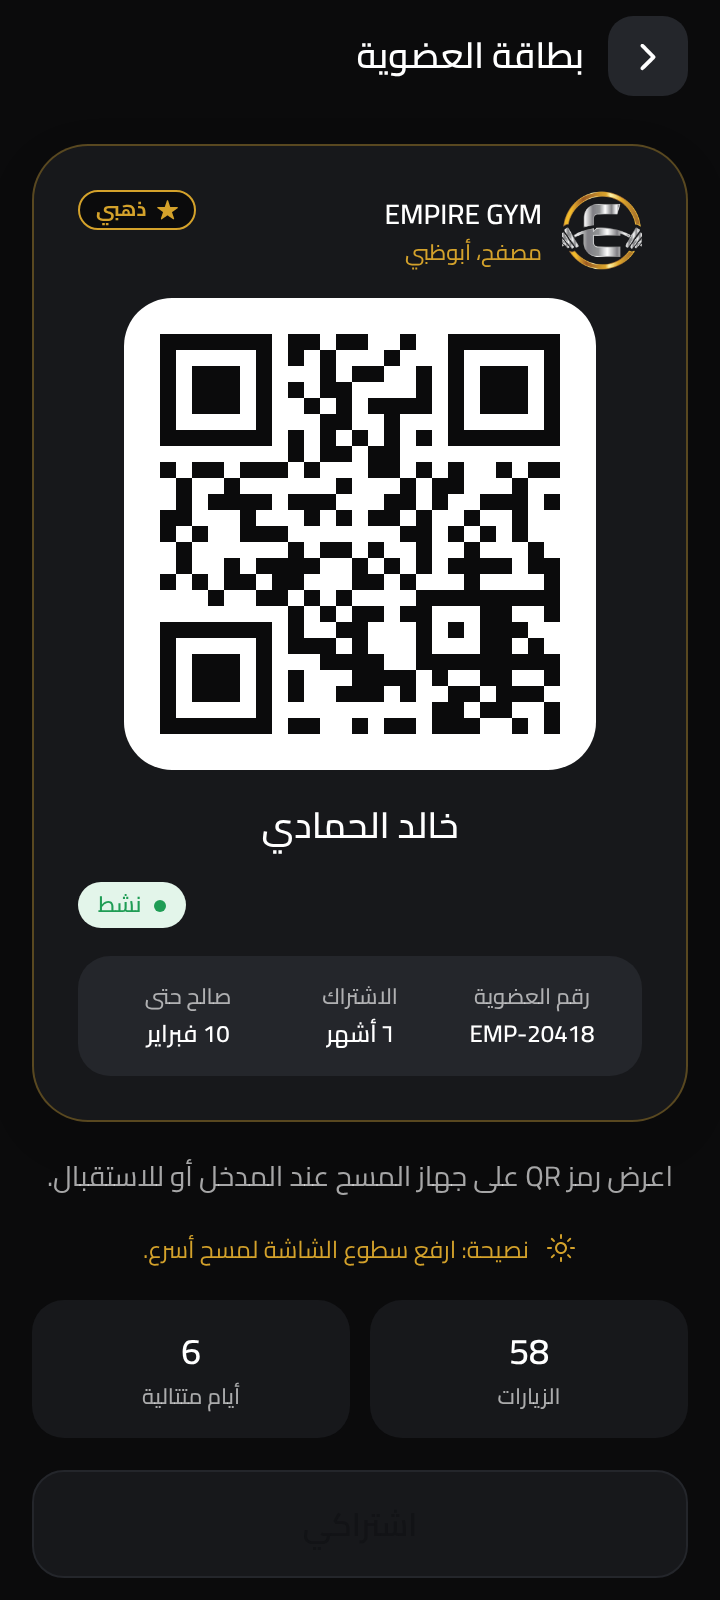 بطاقة العضوية
EMPIRE GYM
مصفح، أبوظبي
ذهبي
خالد الحمادي
نشط
رقم العضوية
EMP-20418
الاشتراك
٦ أشهر
صالح حتى
10 فبراير
اعرض رمز QR على جهاز المسح عند المدخل أو للاستقبال.
نصيحة: ارفع سطوع الشاشة لمسح أسرع.
58
الزيارات
6
أيام متتالية
اشتراكي